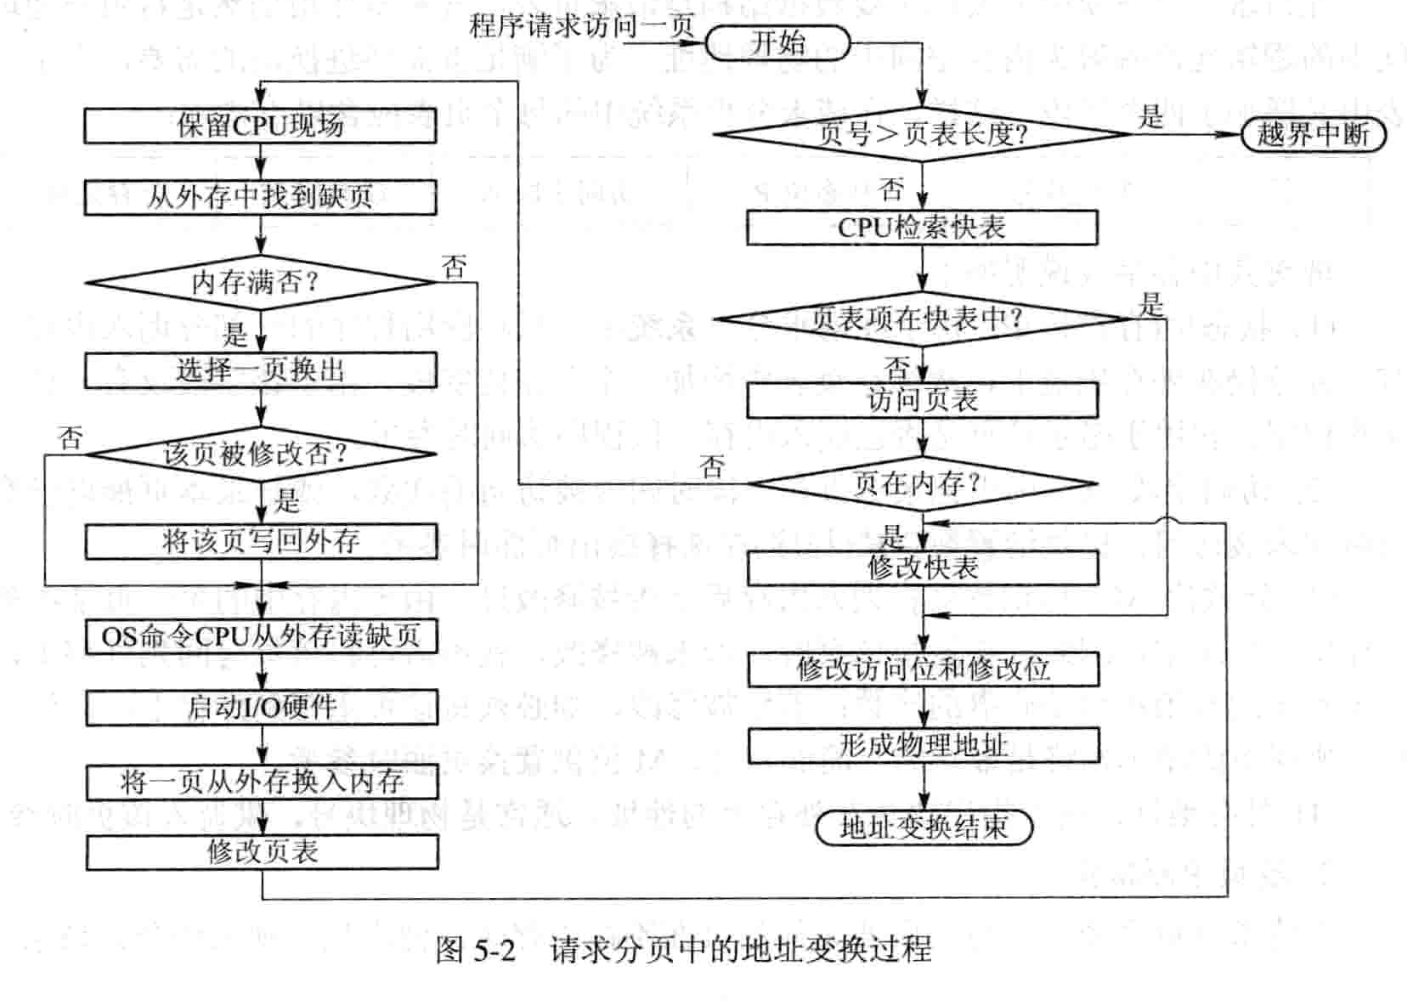 程序请求访问一页
开始
保留CPU现场
页号＞页表长度？
是
越界中断
从外存中找到缺页
否
CPU检索快表
内存满否？
否
页表项在快表中？
是
是
选择一页换出
否
访问页表
否
该页被修改否？
否
页在内存？
是
将该页写回外存
是
修改快表
OS命令CPU从外存读缺页
修改访问位和修改位
启动I/O硬件
形成物理地址
将一页从外存换入内存
地址变换结束
修改页表
图 5-2 请求分页中的地址变换过程